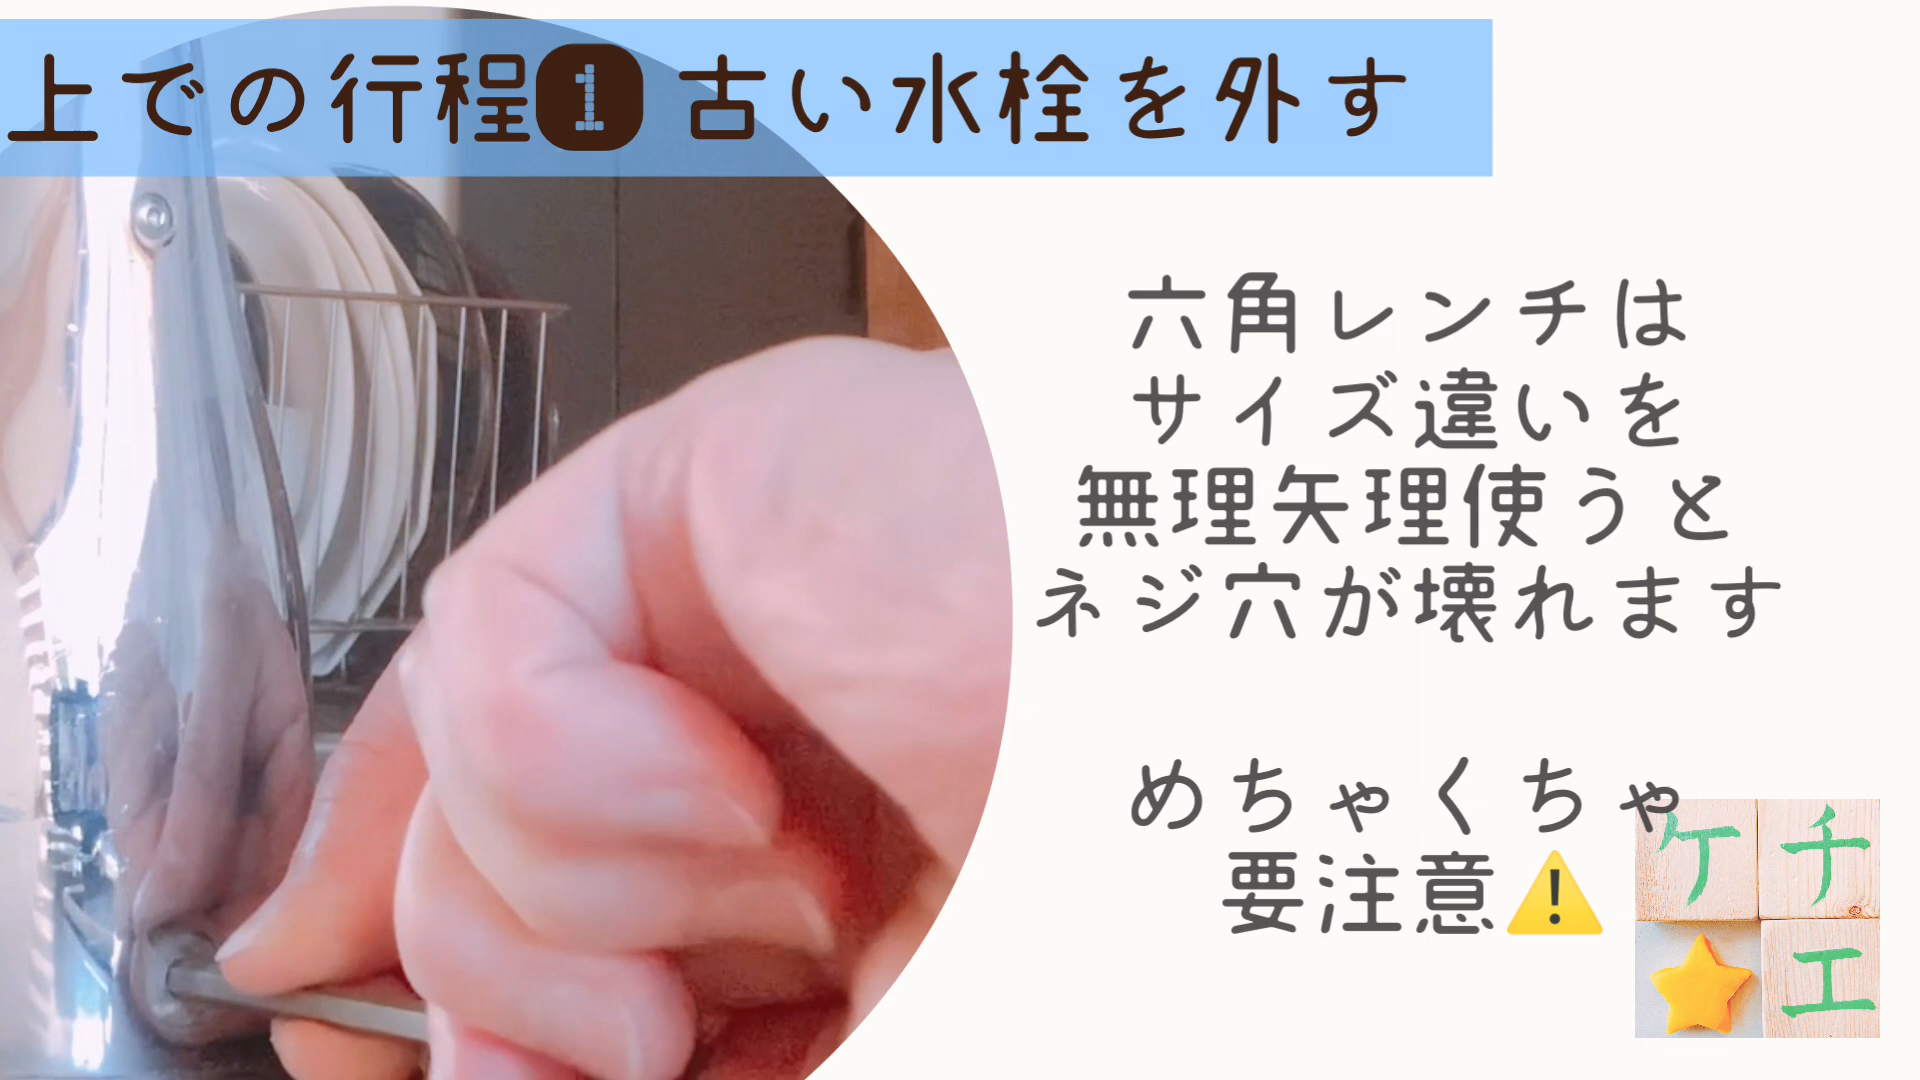 上での行程❶ 古い水栓を外す
六角レンチは
サイズ違いを
無理矢理使うと
ネジ穴が壊れます
めちゃくちゃ
要注意⚠️
ケチ
エ